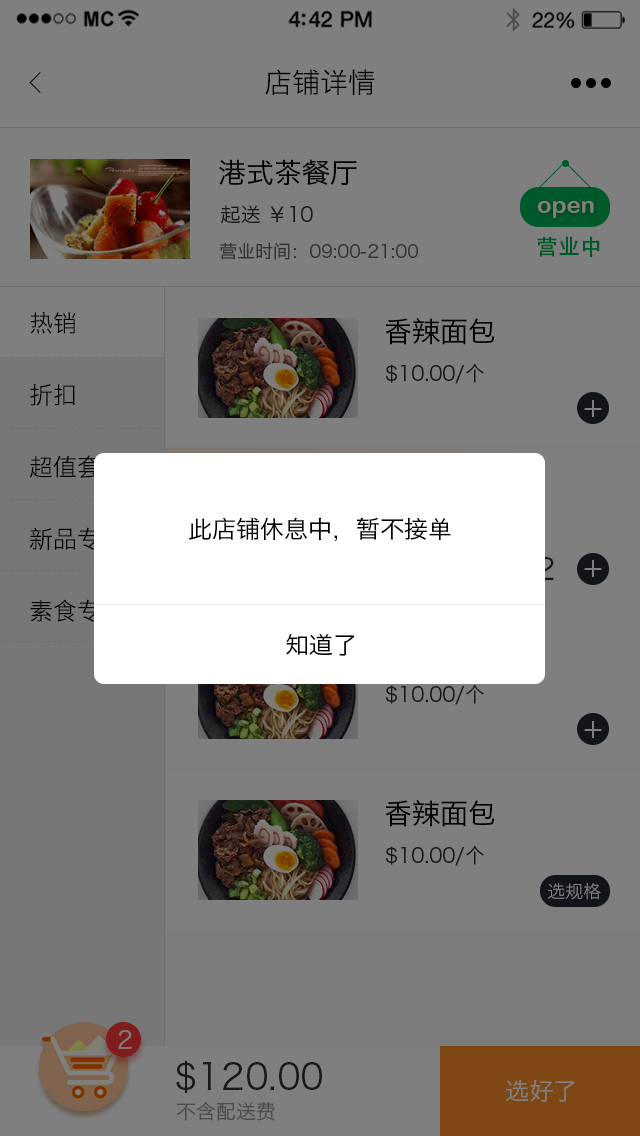 MC 4:42 PM 22%
店铺详情
港式茶餐厅
起送 ￥10
营业时间：09:00-21:00
open
营业中
热销
折扣
超值套
新品专
素食专
香辣面包
$10.00/个
2
此店铺休息中，暂不接单
知道了
$10.00/个
香辣面包
$10.00/个
选规格
2
$120.00
不含配送费
选好了